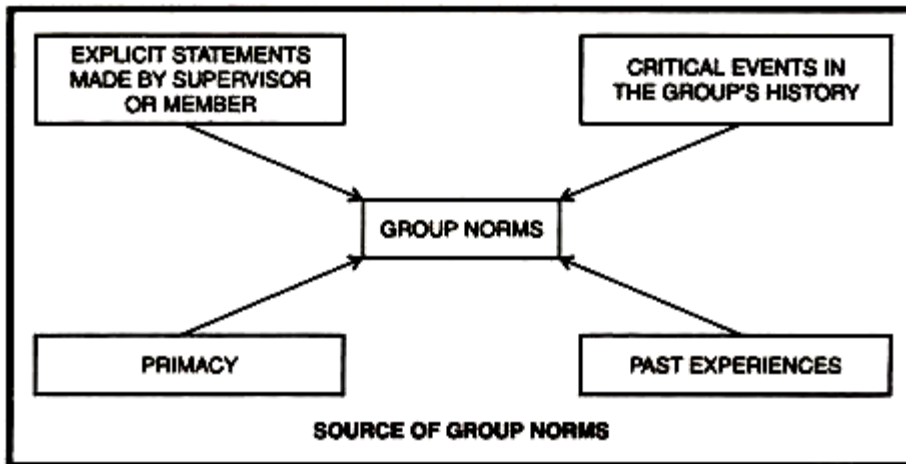 EXPLICIT STATEMENTS
MADE BY SUPERVISOR
OR MEMBER
CRITICAL EVENTS IN
THE GROUP'S HISTORY
GROUP NORMS
PRIMACY
PAST EXPERIENCES
SOURCE OF GROUP NORMS